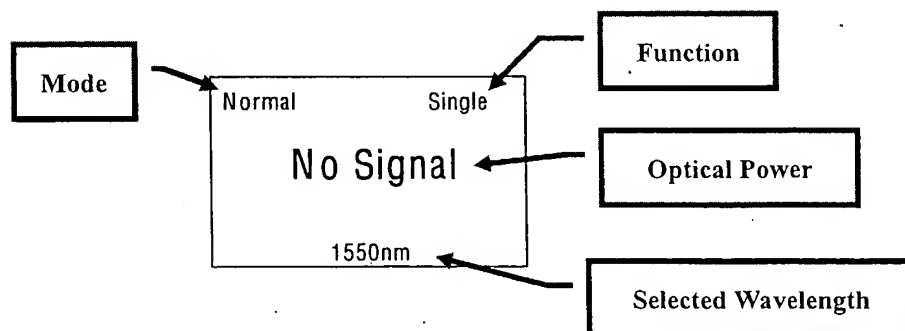 Function
Mode
Normal Single
No Signal
Optical Power
1550nm
Selected Wavelength